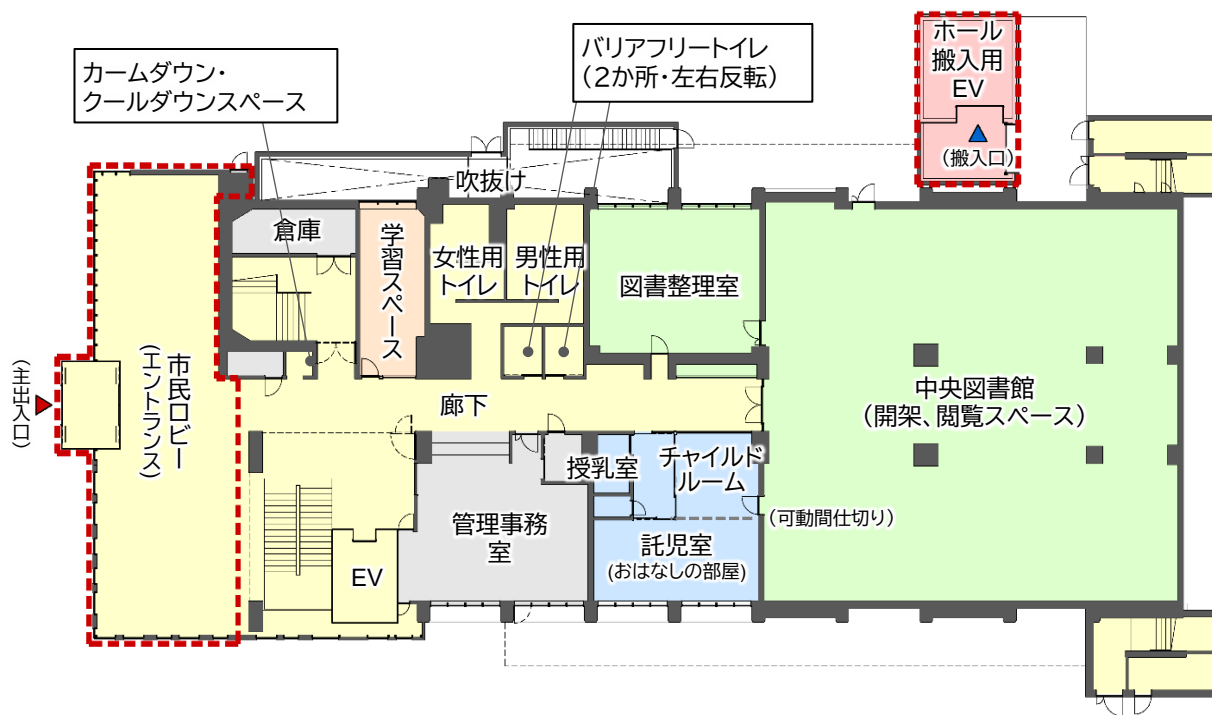 カームダウン・
クールダウンスペース
バリアフリートイレ
(2か所・左右反転)
ホール
搬入用
EV
(搬入口)
吹抜け
倉庫
学習スペース
女性用
トイレ
男性用
トイレ
図書整理室
(主出入口)
市民ロビー
(エントランス)
廊下
中央図書館
(開架、閲覧スペース)
授乳室
チャイルド
ルーム
(可動間仕切り)
管理事務
室
託児室
(おはなしの部屋)
EV